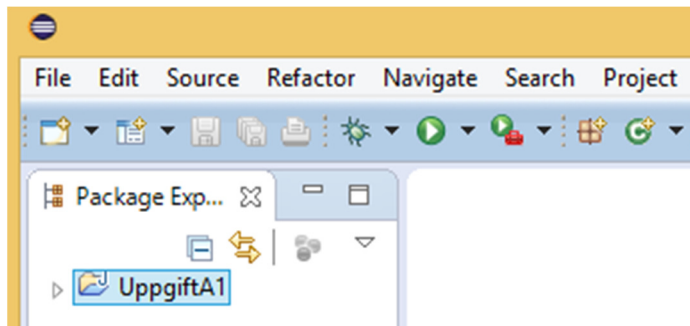 File Edit Source Refactor Navigate Search Project
Package Exp...
UppgiftA1